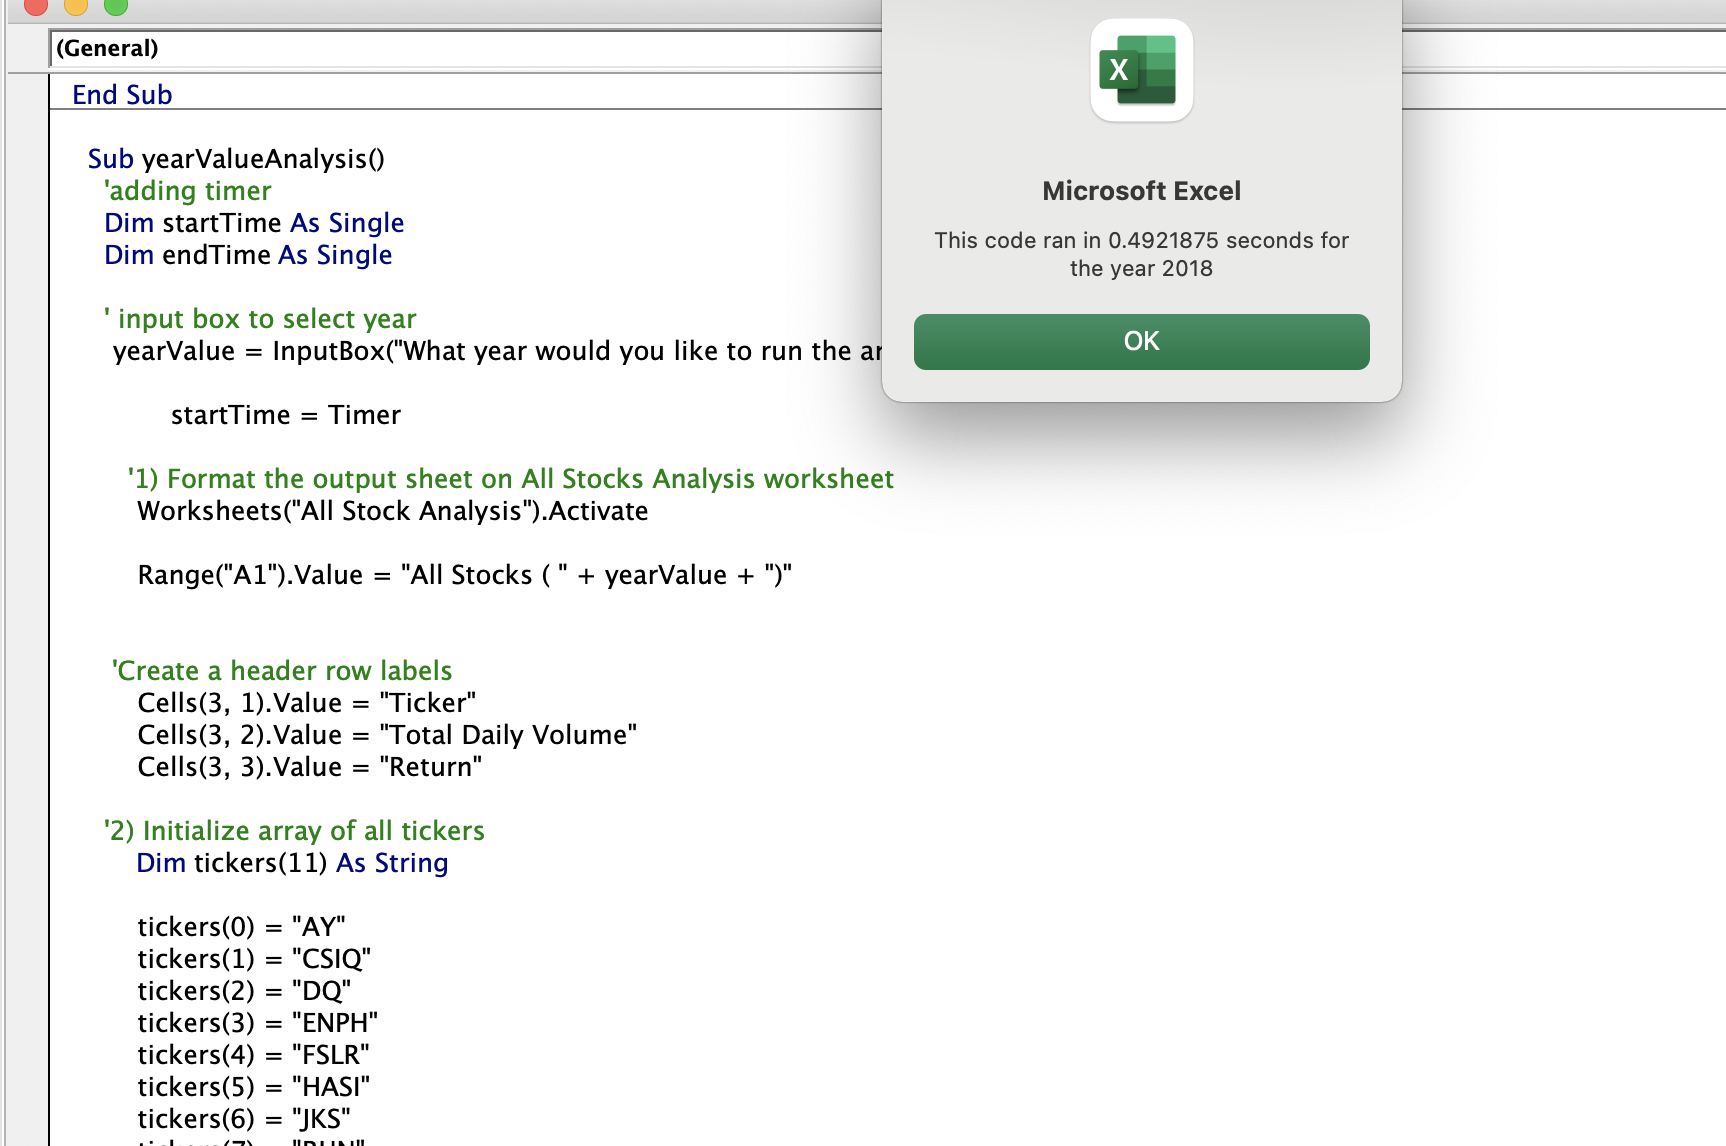 (General)
End Sub
Sub yearValueAnalysis()
'adding timer
Dim startTime As Single
Dim endTime As Single
' input box to select year
yearValue = InputBox("What year would you like to run the ar
startTime = Timer
'1) Format the output sheet on All Stocks Analysis worksheet
Worksheets("All Stock Analysis").Activate
Range("A1").Value = "All Stocks ( " + yearValue + ")"
'Create a header row labels
Cells(3, 1).Value = "Ticker"
Cells(3, 2).Value = "Total Daily Volume"
Cells(3, 3).Value = "Return"
'2) Initialize array of all tickers
Dim tickers(11) As String
tickers(0) = "AY"
tickers(1) = "CSIQ"
tickers(2) = "DQ"
tickers(3) = "ENPH"
tickers(4) = "FSLR"
tickers(5) = "HASI"
tickers(6) = "JKS"
tickers(7) = "RUN"
X
Microsoft Excel
This code ran in 0.4921875 seconds for
the year 2018
OK